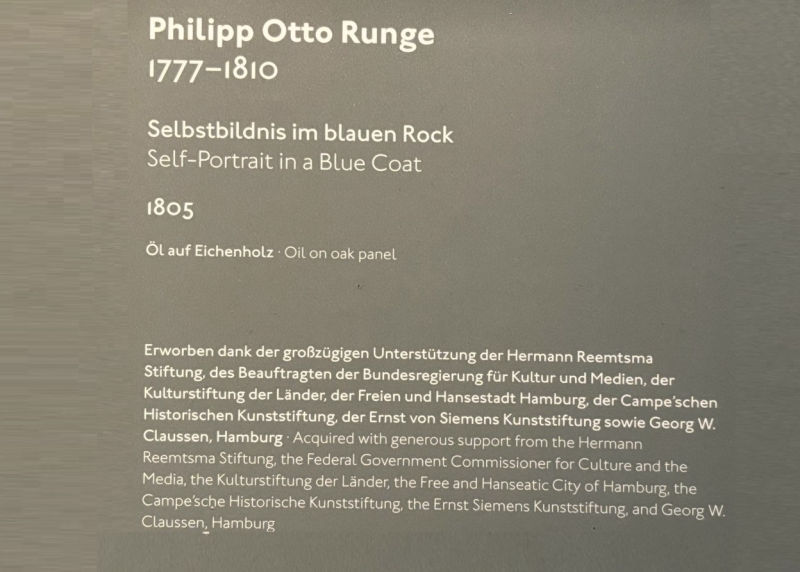 Philipp Otto Runge
1777–1810
Selbstbildnis im blauen Rock
Self-Portrait in a Blue Coat
1805
Öl auf Eichenholz · Oil on oak panel
Erworben dank der großzügigen Unterstützung der Hermann Reemtsma
Stiftung, des Beauftragten der Bundesregierung für Kultur und Medien, der
Kulturstiftung der Länder, der Freien und Hansestadt Hamburg, der Campe'schen
Historischen Kunststiftung, der Ernst von Siemens Kunststiftung sowie Georg W.
Claussen, Hamburg · Acquired with generous support from the Hermann
Reemtsma Stiftung, the Federal Government Commissioner for Culture and the
Media, the Kulturstiftung der Länder, the Free and Hanseatic City of Hamburg, the
Campe'sche Historische Kunststiftung, the Ernst Siemens Kunststiftung, and Georg W.
Claussen, Hamburg